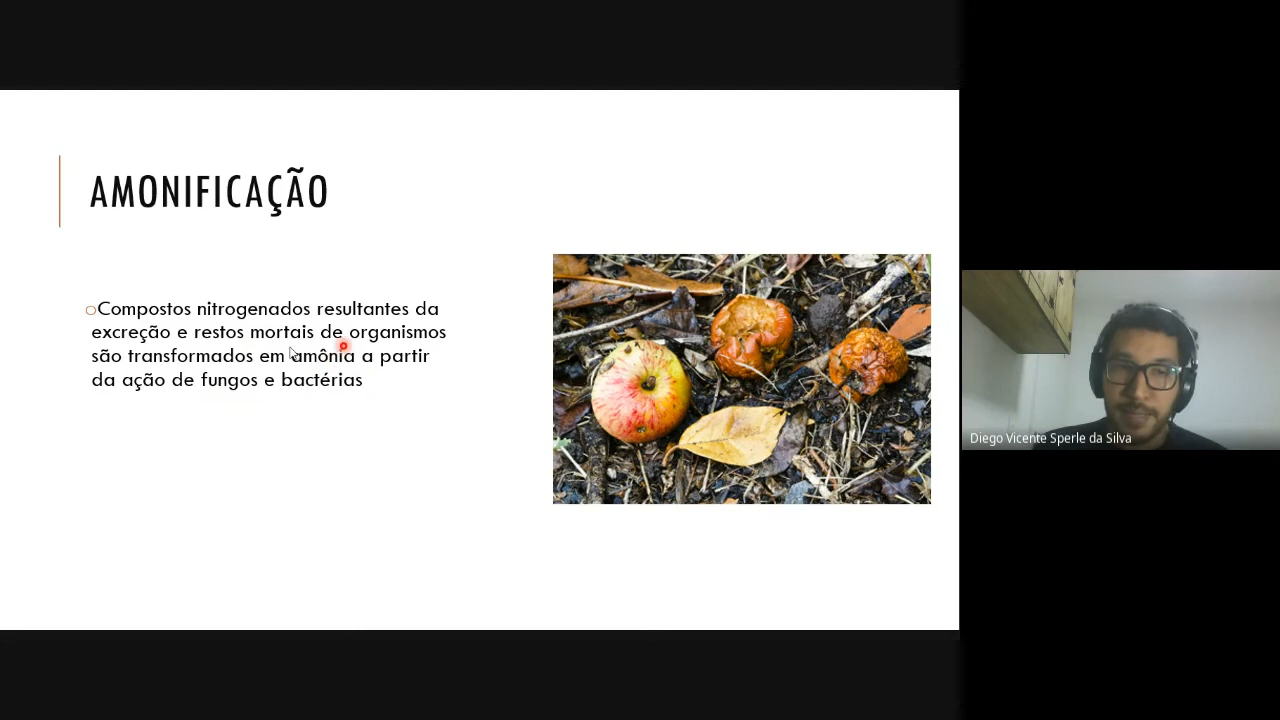 AMONIFICAÇÃO
Compostos nitrogenados resultantes da
excreção e restos mortais de organismos
são transformados em amônia a partir
da ação de fungos e bactérias
Diego Vicente Sperle da Silva